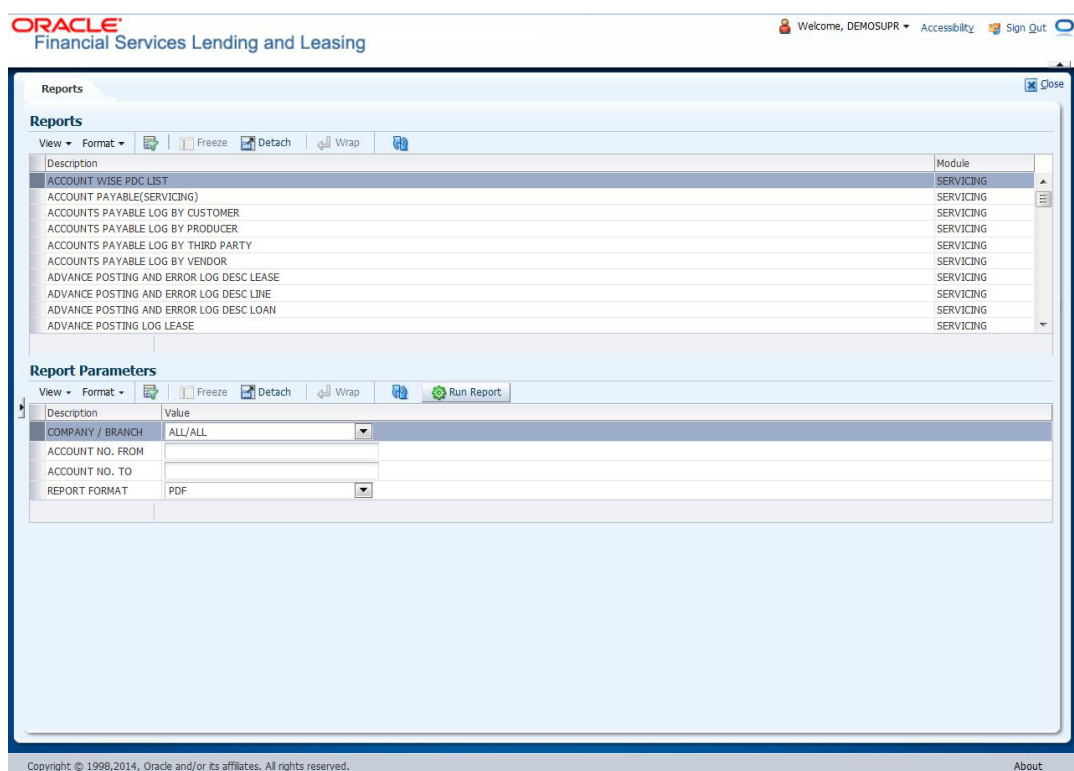 ORACLE
Financial Services Lending and Leasing
Welcome, DEMOSUPR Accessibility Sign Out
Reports
Close
Reports
View Format Freeze Detach Wrap
Description Module
ACCOUNT WISE PDC LIST SERVICING
ACCOUNT PAYABLE(SERVICING) SERVICING
ACCOUNTS PAYABLE LOG BY CUSTOMER SERVICING
ACCOUNTS PAYABLE LOG BY PRODUCER SERVICING
ACCOUNTS PAYABLE LOG BY THIRD PARTY SERVICING
ACCOUNTS PAYABLE LOG BY VENDOR SERVICING
ADVANCE POSTING AND ERROR LOG DESC LEASE SERVICING
ADVANCE POSTING AND ERROR LOG DESC LINE SERVICING
ADVANCE POSTING AND ERROR LOG DESC LOAN SERVICING
ADVANCE POSTING LOG LEASE SERVICING
Report Parameters
View Format Freeze Detach Wrap Run Report
Description Value
COMPANY / BRANCH ALL/ALL
ACCOUNT NO. FROM
ACCOUNT NO. TO
REPORT FORMAT PDF
Copyright © 1998,2014, Oracle and/or its affiliates. All rights reserved.
About